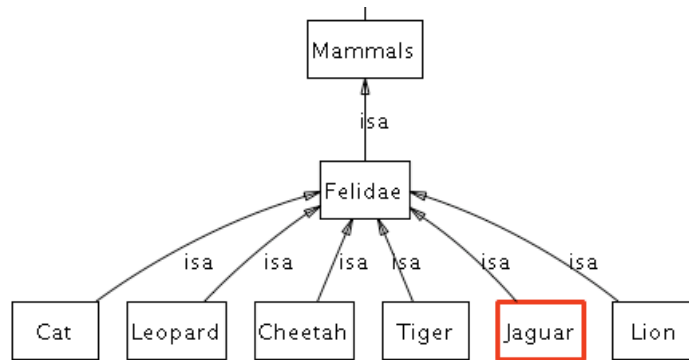 Mammals
isa
Felidae
isa isa isa isa isa isa
Cat Leopard Cheetah Tiger Jaguar Lion